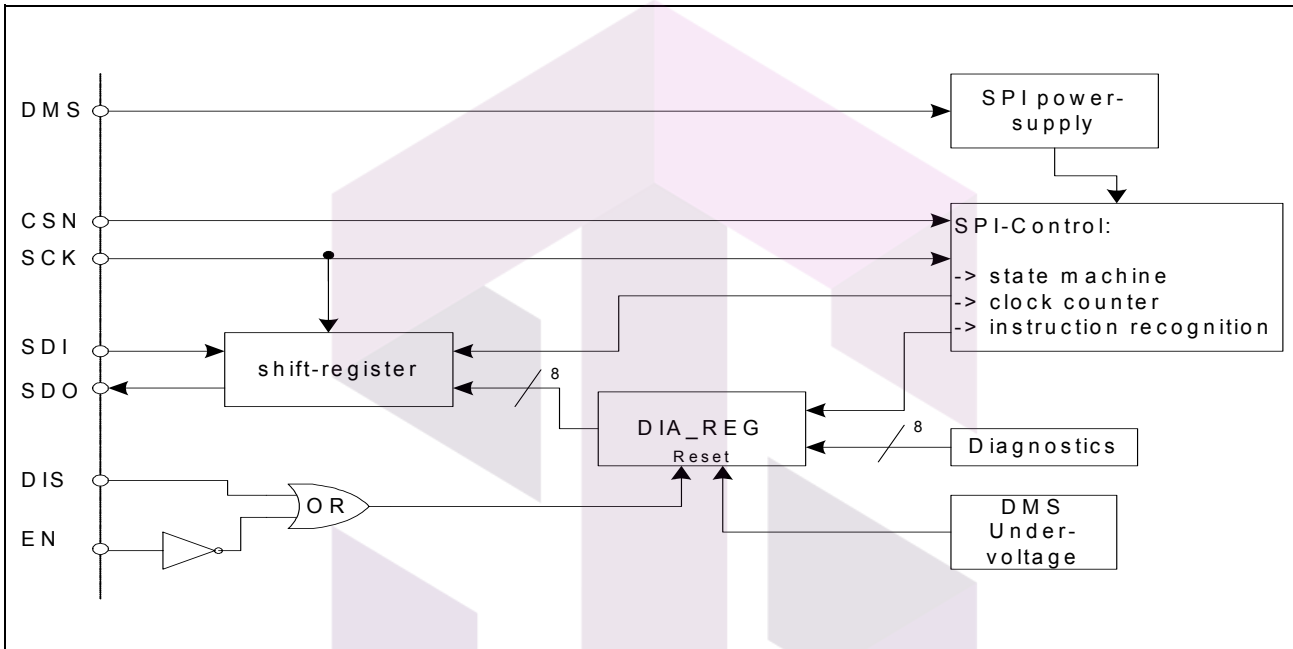 DMS
SPI power-
supply
CSN
SPI-Control:
SCK
-> state machine
-> clock counter
-> instruction recognition
SDI
shift-register
SDO
8
DIA_REG
Reset
8
Diagnostics
DIS
OR
EN
DMS
Under-
voltage